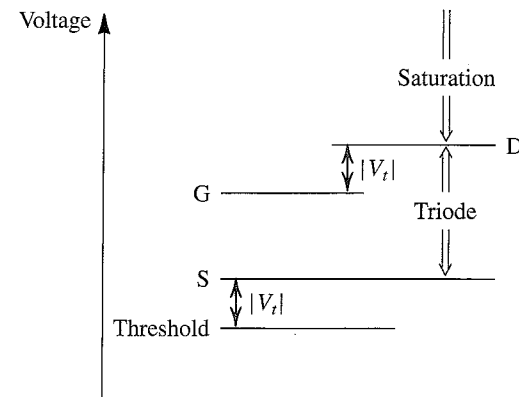 Voltage
Saturation
D
|V_t|
G
Triode
S
|V_t|
Threshold